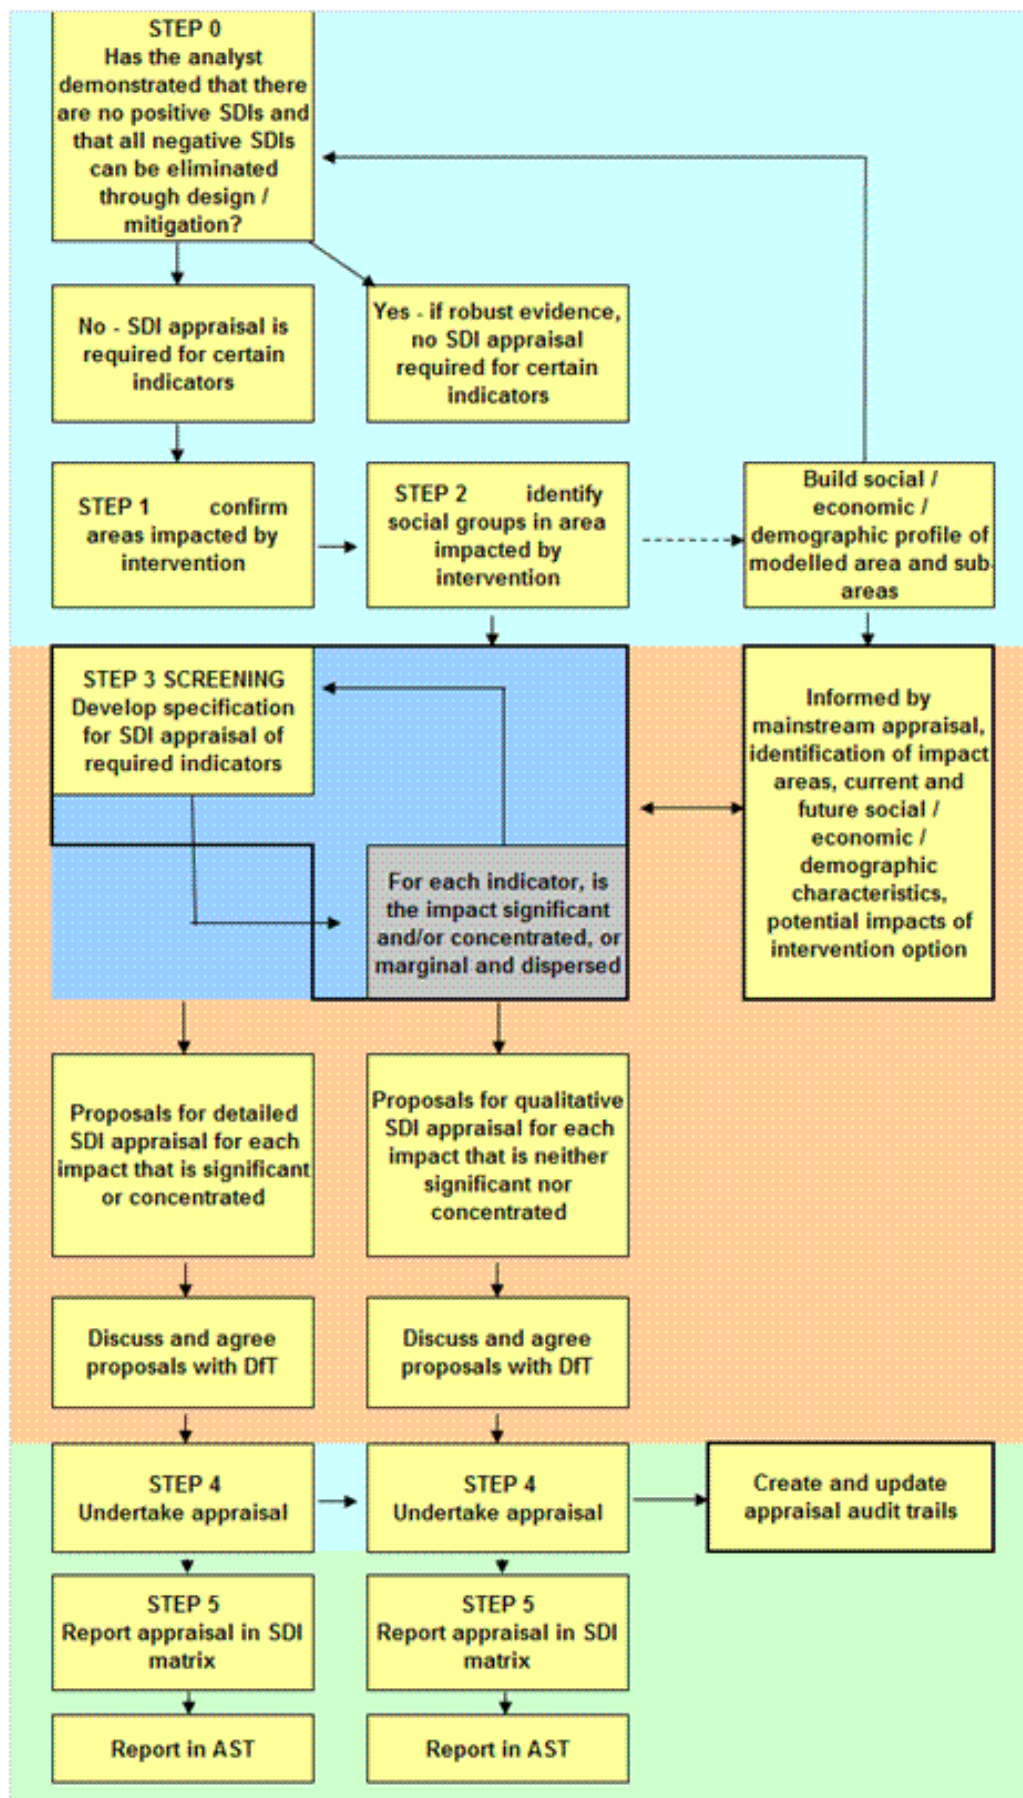 STEP 0
Has the analyst
demonstrated that there
are no positive SDIs and
that all negative SDIs
can be eliminated
through design /
mitigation?
No - SDI appraisal is
required for certain
indicators
Yes - if robust evidence,
no SDI appraisal
required for certain
indicators
STEP 1 confirm
areas impacted by
intervention
STEP 2 identify
social groups in area
impacted by
intervention
Build social /
economic /
demographic profile of
modelled area and sub-
areas
STEP 3 SCREENING
Develop specification
for SDI appraisal of
required indicators
For each indicator, is
the impact significant
and/or concentrated, or
marginal and dispersed
Informed by
mainstream appraisal,
identification of impact
areas, current and
future social /
economic /
demographic
characteristics,
potential impacts of
intervention option
Proposals for detailed
SDI appraisal for each
impact that is significant
or concentrated
Proposals for qualitative
SDI appraisal for each
impact that is neither
significant nor
concentrated
Discuss and agree
proposals with DfT
Discuss and agree
proposals with DfT
STEP 4
Undertake appraisal
STEP 4
Undertake appraisal
Create and update
appraisal audit trails
STEP 5
Report appraisal in SDI
matrix
STEP 5
Report appraisal in SDI
matrix
Report in AST
Report in AST